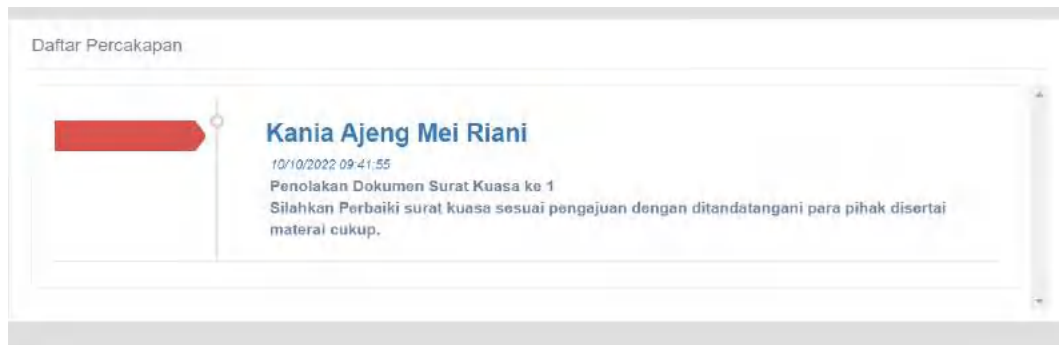 Daftar Percakapan
Kania Ajeng Mei Riani
10/10/2022 09:41:55
Penolakan Dokumen Surat Kuasa ke 1
Silahkan Perbaiki surat kuasa sesuai pengajuan dengan ditandatangani para pihak disertai
materai cukup.